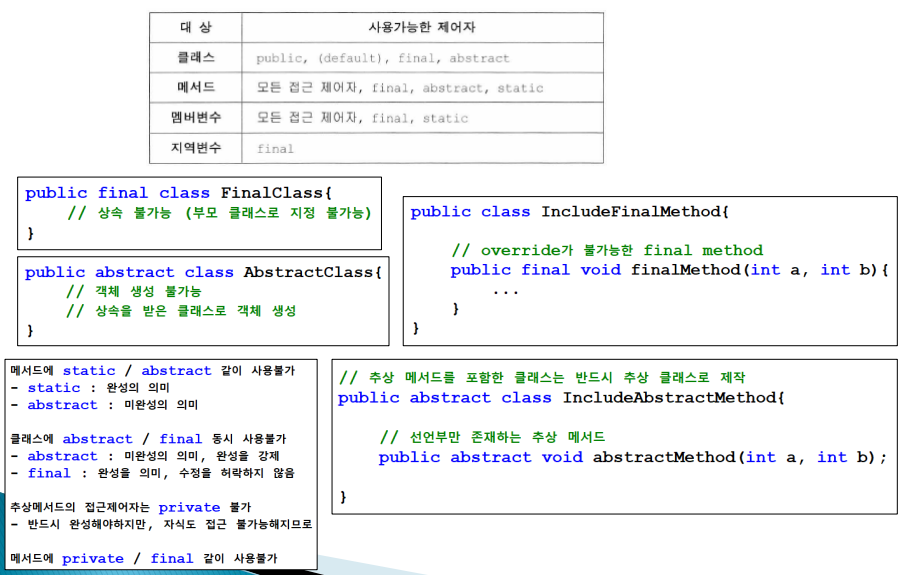 대 상 사용가능한 제어자
클래스 public, (default), final, abstract
메서드 모든 접근 제어자, final, abstract, static
멤버변수 모든 접근 제어자, final, static
지역변수 final
public final class FinalClass{
// 상속 불가능 (부모 클래스로 지정 불가능)
}
public abstract class AbstractClass{
// 객체 생성 불가능
// 상속을 받은 클래스로 객체 생성
}
public class IncludeFinalMethod{
// override가 불가능한 final method
public final void finalMethod(int a, int b){
...
}
}
메서드에 static / abstract 같이 사용불가
- static : 완성의 의미
- abstract : 미완성의 의미
클래스에 abstract / final 동시 사용불가
- abstract : 미완성의 의미, 완성을 강제
- final : 완성을 의미, 수정을 허락하지 않음
추상메서드의 접근제어자는 private 불가
- 반드시 완성해야하지만, 자식도 접근 불가능해지므로
메서드에 private / final 같이 사용불가
// 추상 메서드를 포함한 클래스는 반드시 추상 클래스로 제작
public abstract class IncludeAbstractMethod{
// 선언부만 존재하는 추상 메서드
public abstract void abstractMethod(int a, int b);
}